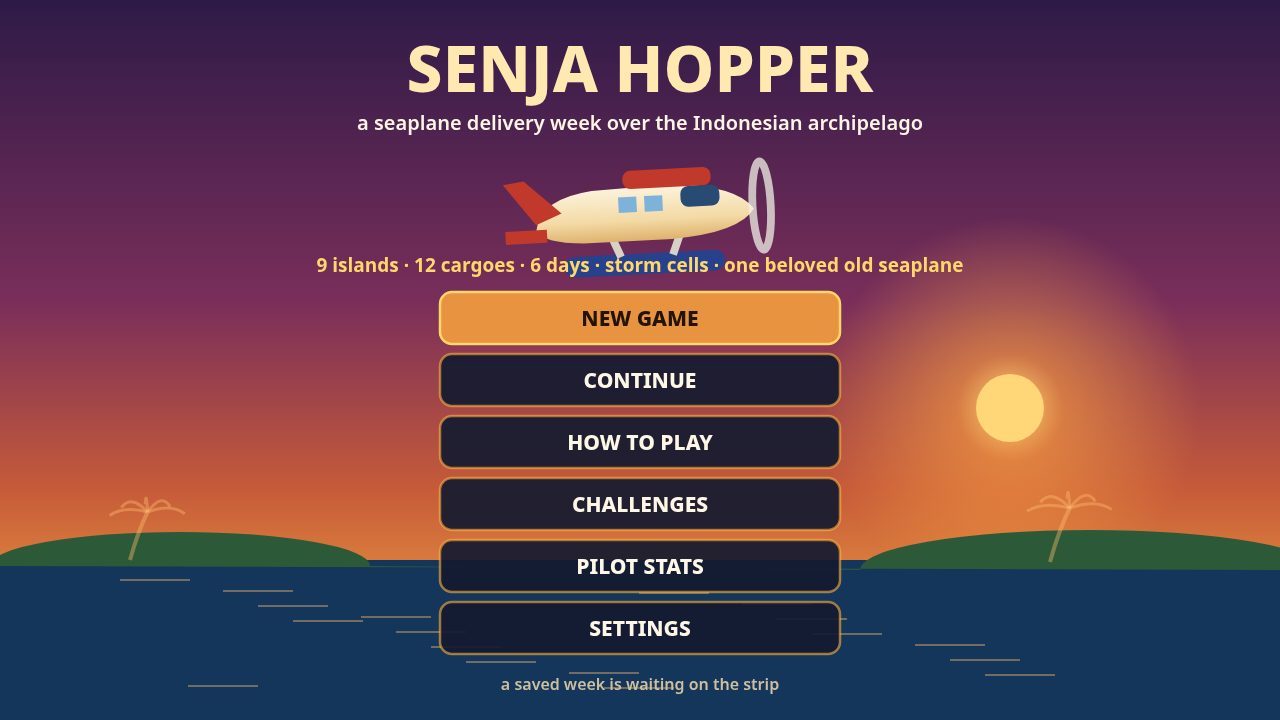 SENJA HOPPER
a seaplane delivery week over the Indonesian archipelago
9 islands · 12 cargoes · 6 days · storm cells · one beloved old seaplane
NEW GAME
CONTINUE
HOW TO PLAY
CHALLENGES
PILOT STATS
SETTINGS
a saved week is waiting on the strip